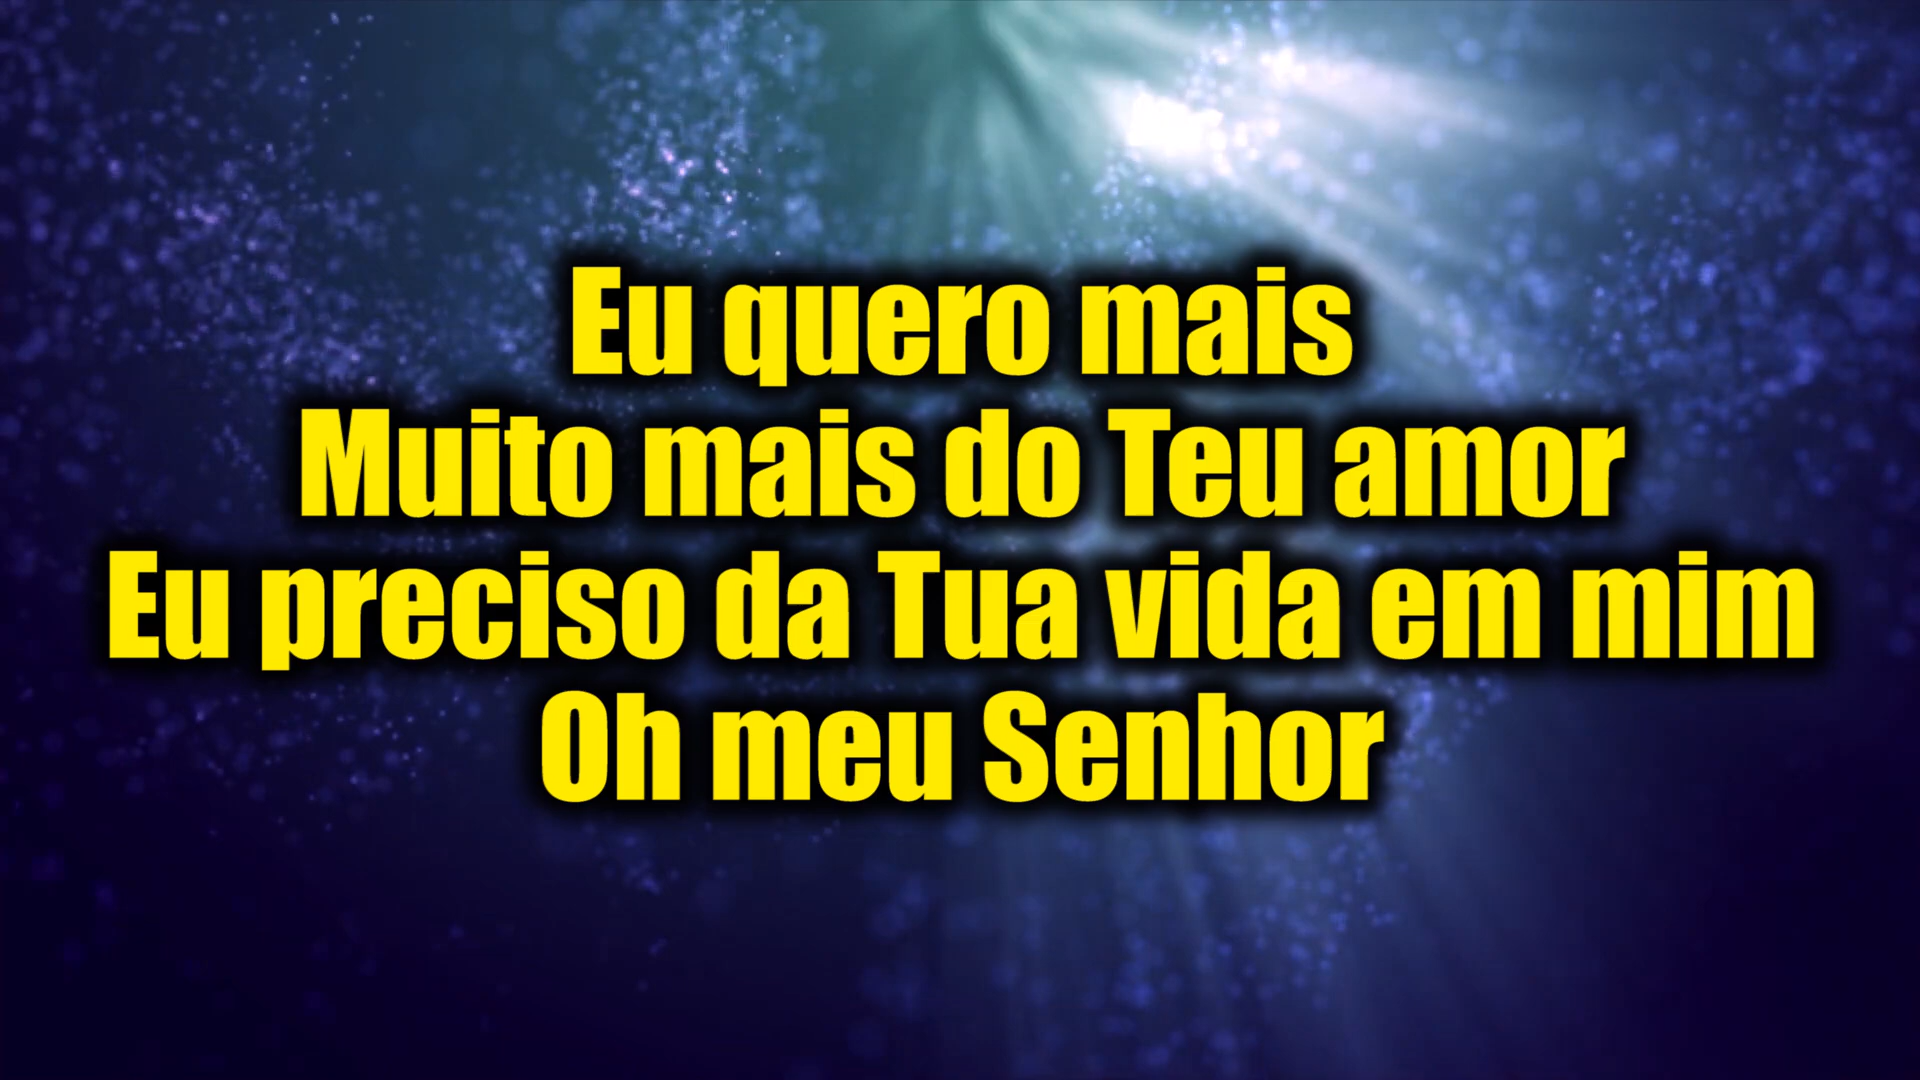 Eu quero mais
Muito mais do Teu amor
Eu preciso da Tua vida em mim
Oh meu Senhor